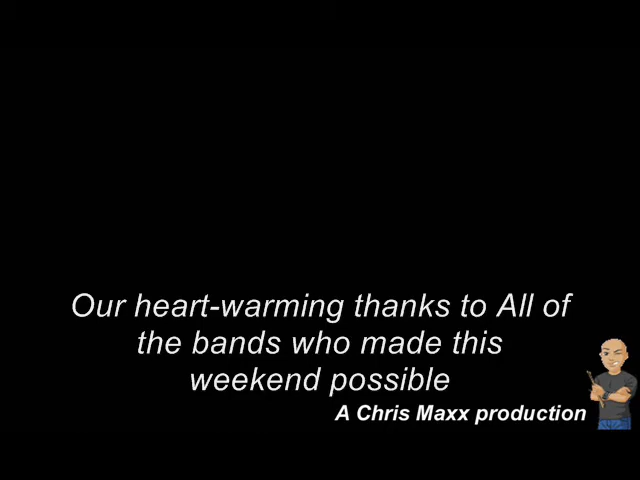 Our heart-warming thanks to All of
the bands who made this
weekend possible
A Chris Maxx production